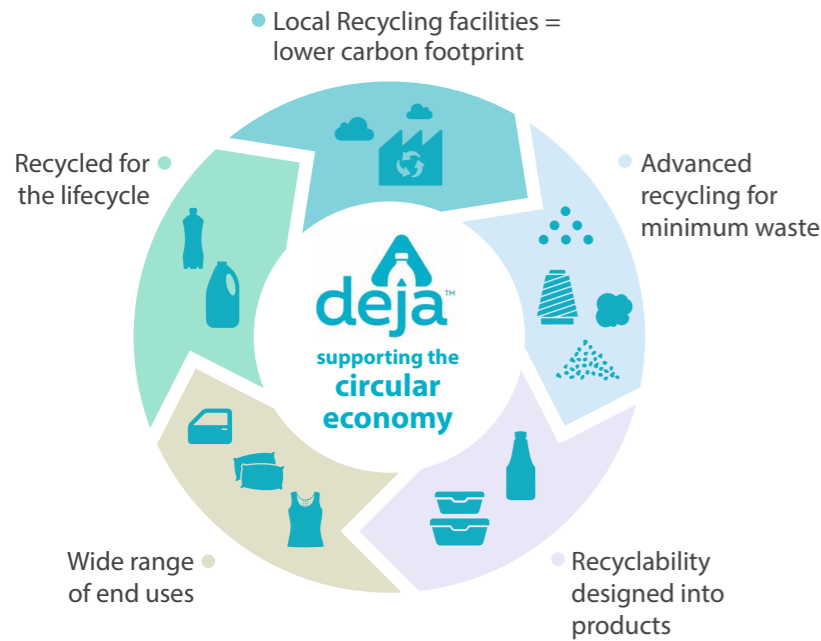 Local Recycling facilities =
lower carbon footprint
Advanced
recycling for
minimum waste
Recyclability
designed into
products
Wide range
of end uses
Recycled for
the lifecycle
deja™
supporting the
circular
economy